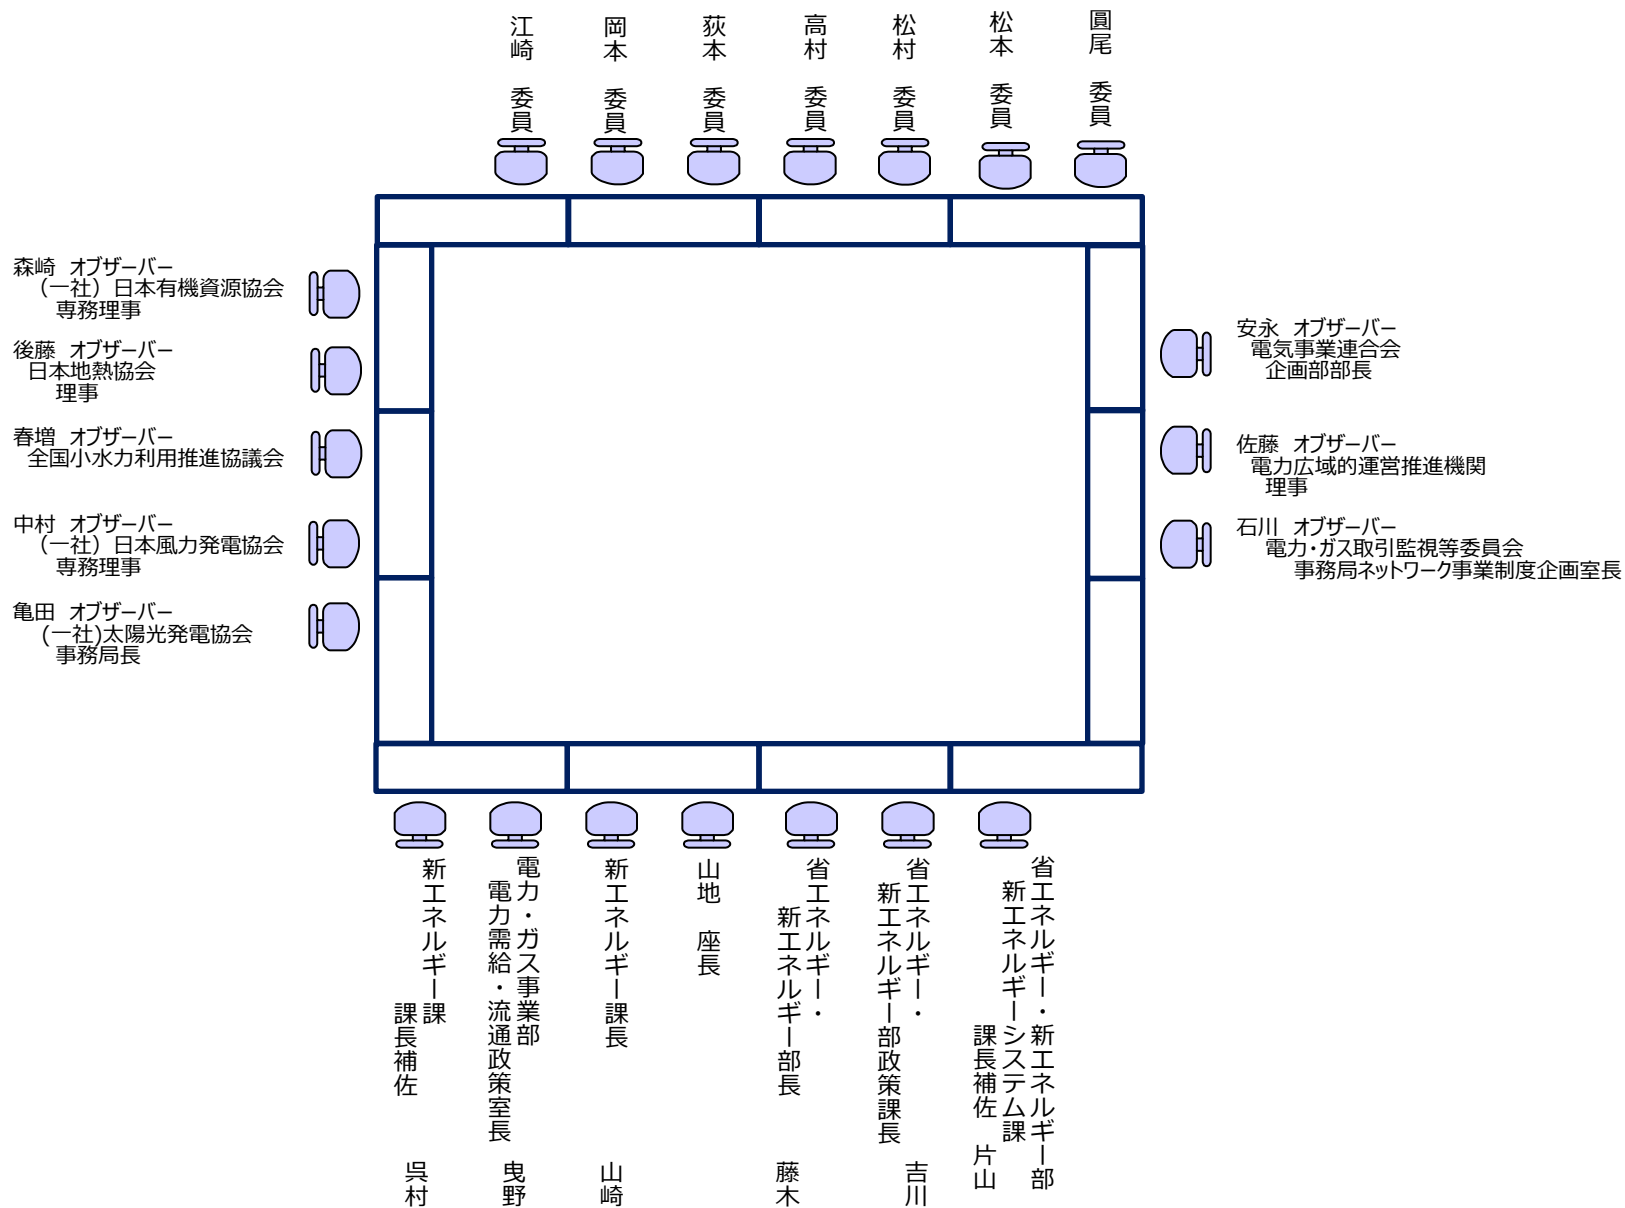 江崎 委員
岡本 委員
荻本 委員
高村 委員
松村 委員
松本 委員
圓尾 委員
森崎 オブザーバー
（一社）日本有機資源協会
専務理事
後藤 オブザーバー
日本地熱協会
理事
春増 オブザーバー
全国小水力利用推進協議会
中村 オブザーバー
（一社）日本風力発電協会
専務理事
亀田 オブザーバー
(一社)太陽光発電協会
事務局長
安永 オブザーバー
電気事業連合会
企画部部長
佐藤 オブザーバー
電力広域的運営推進機関
理事
石川 オブザーバー
電力・ガス取引監視等委員会
事務局ネットワーク事業制度企画室長
新エネルギー課
課長補佐 呉村
電力・ガス事業部
電力需給・流通政策室長 曳野
新エネルギー課長 山崎
山地 座長
省エネルギー・
新エネルギー部長 藤木
省エネルギー・
新エネルギー部政策課長 吉川
省エネルギー・新エネルギー部
新エネルギーシステム課
課長補佐 片山